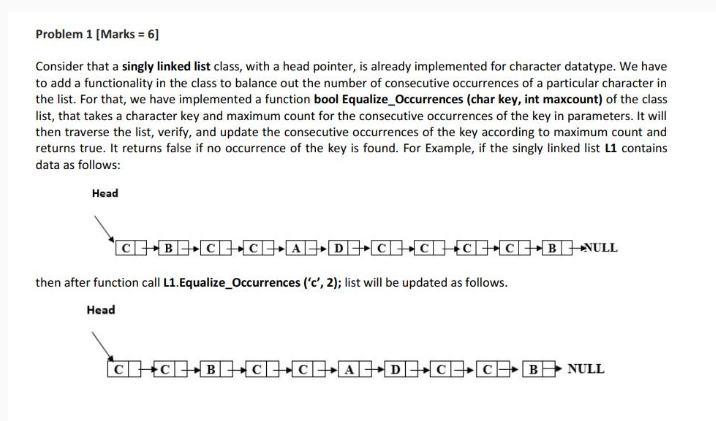 Problem 1 [Marks = 6]
Consider that a singly linked list class, with a head pointer, is already implemented for character datatype. We have
to add a functionality in the class to balance out the number of consecutive occurrences of a particular character in
the list. For that, we have implemented a function bool Equalize_Occurrences (char key, int maxcount) of the class
list, that takes a character key and maximum count for the consecutive occurrences of the key in parameters. It will
then traverse the list, verify, and update the consecutive occurrences of the key according to maximum count and
returns true. It returns false if no occurrence of the key is found. For Example, if the singly linked list L1 contains
data as follows:
Head
C B C C A D C C C C B NULL
then after function call L1.Equalize_Occurrences ('c', 2); list will be updated as follows.
Head
C C B C C A D C C B NULL